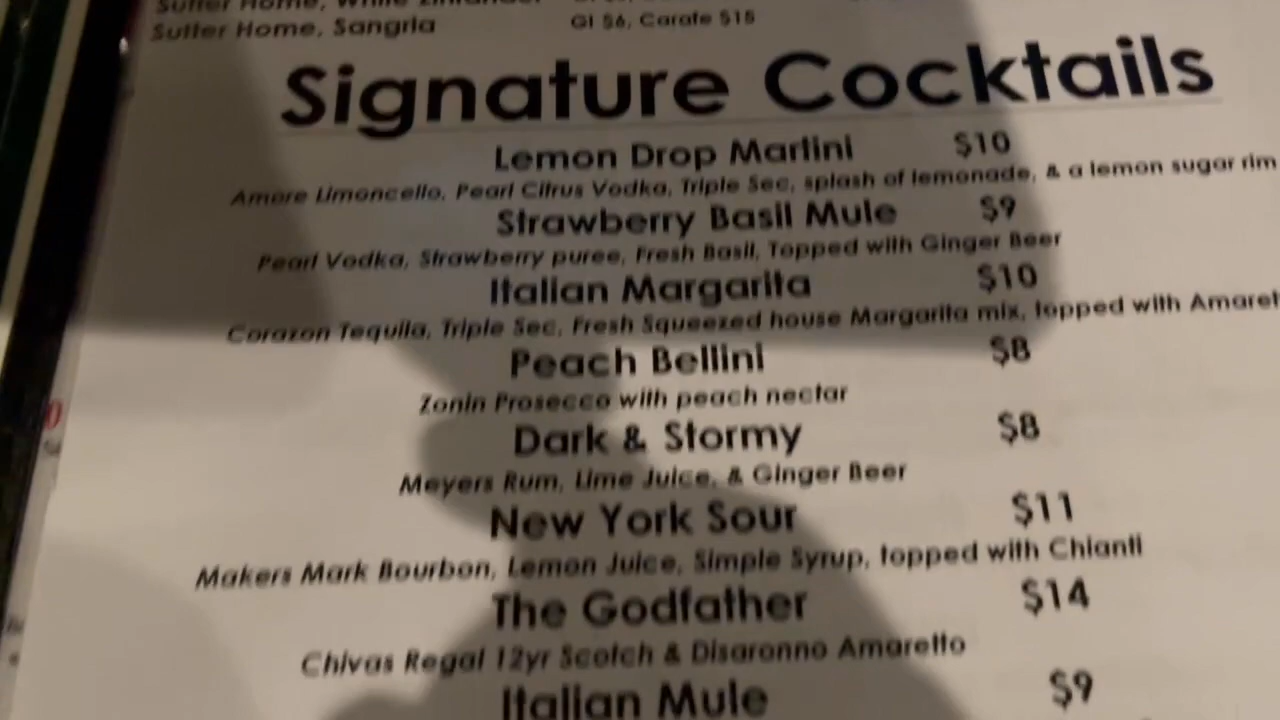 Sutter Home, White Zinfandel
Sutter Home, Sangria Gl $6, Carafe $15
Signature Cocktails
Lemon Drop Martini $10
Amore Limoncello, Pearl Citrus Vodka, Triple Sec, splash of lemonade, & a lemon sugar rim
Strawberry Basil Mule $9
Pearl Vodka, Strawberry puree, Fresh Basil, Topped with Ginger Beer
Italian Margarita $10
Corazon Tequila, Triple Sec, Fresh Squeezed house Margarita mix, topped with Amaret
Peach Bellini $8
Zonin Prosecco with peach nectar
Dark & Stormy $8
Meyers Rum, Lime Juice, & Ginger Beer
New York Sour $11
Makers Mark Bourbon, Lemon Juice, Simple Syrup, topped with Chianti
The Godfather $14
Chivas Regal 12yr Scotch & Disaronno Amaretto
Italian Mule $9